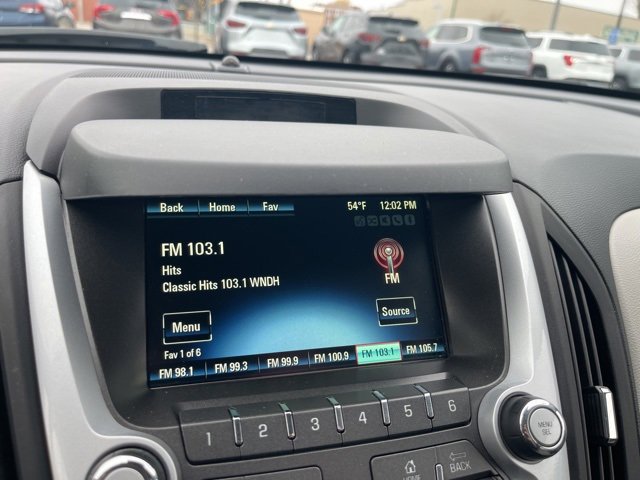 Back Home Fav 54°F 12:02 PM
FM 103.1
Hits
Classic Hits 103.1 WNDH
FM
Menu
Source
Fav 1 of 6
FM 98.1 FM 99.3 FM 99.9 FM 100.9 FM 103.1 FM 105.7
1 2 3 4 5 6
MENU
SEL
HOME
BACK